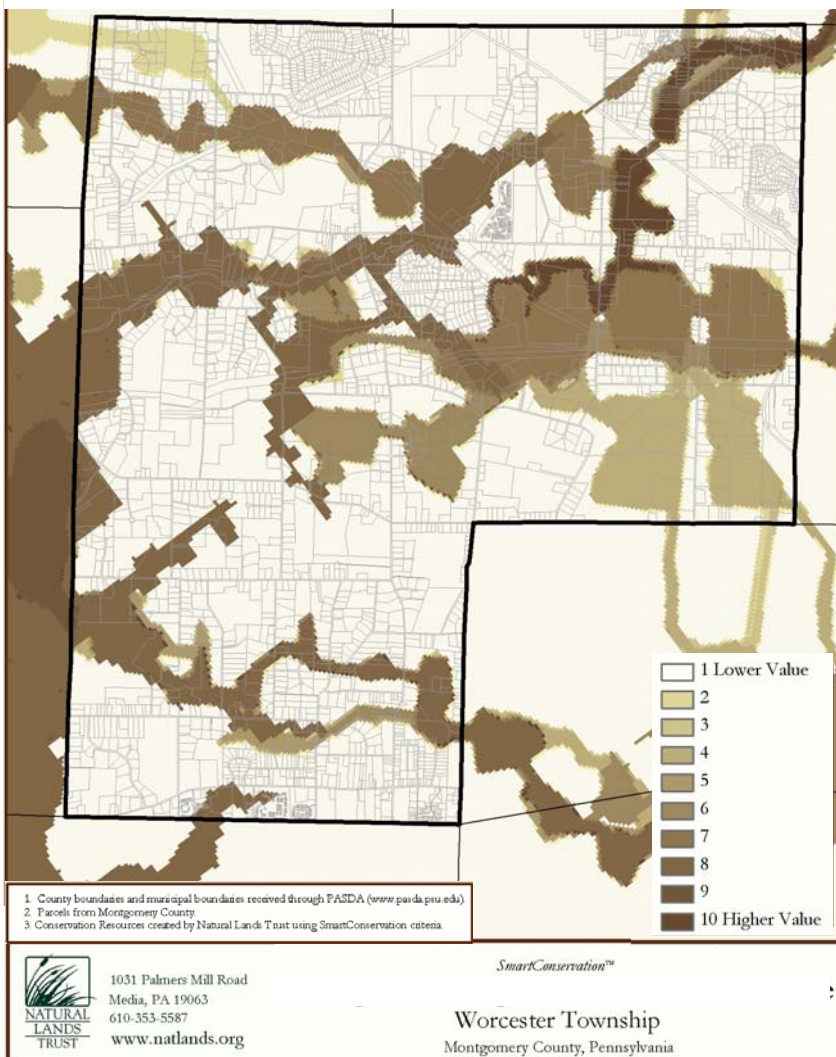 1 Lower Value
2
3
4
5
6
7
8
9
10 Higher Value
1. County boundaries and municipal boundaries received through PASDA (www.pasda.psu.edu).
2. Parcels from Montgomery County.
3. Conservation Resources created by Natural Lands Trust using SmartConservation criteria.
NATURAL
LANDS
TRUST
1031 Palmers Mill Road
Media, PA 19063
610-353-5587
www.natlands.org
SmartConservation™
e
Worcester Township
Montgomery County, Pennsylvania